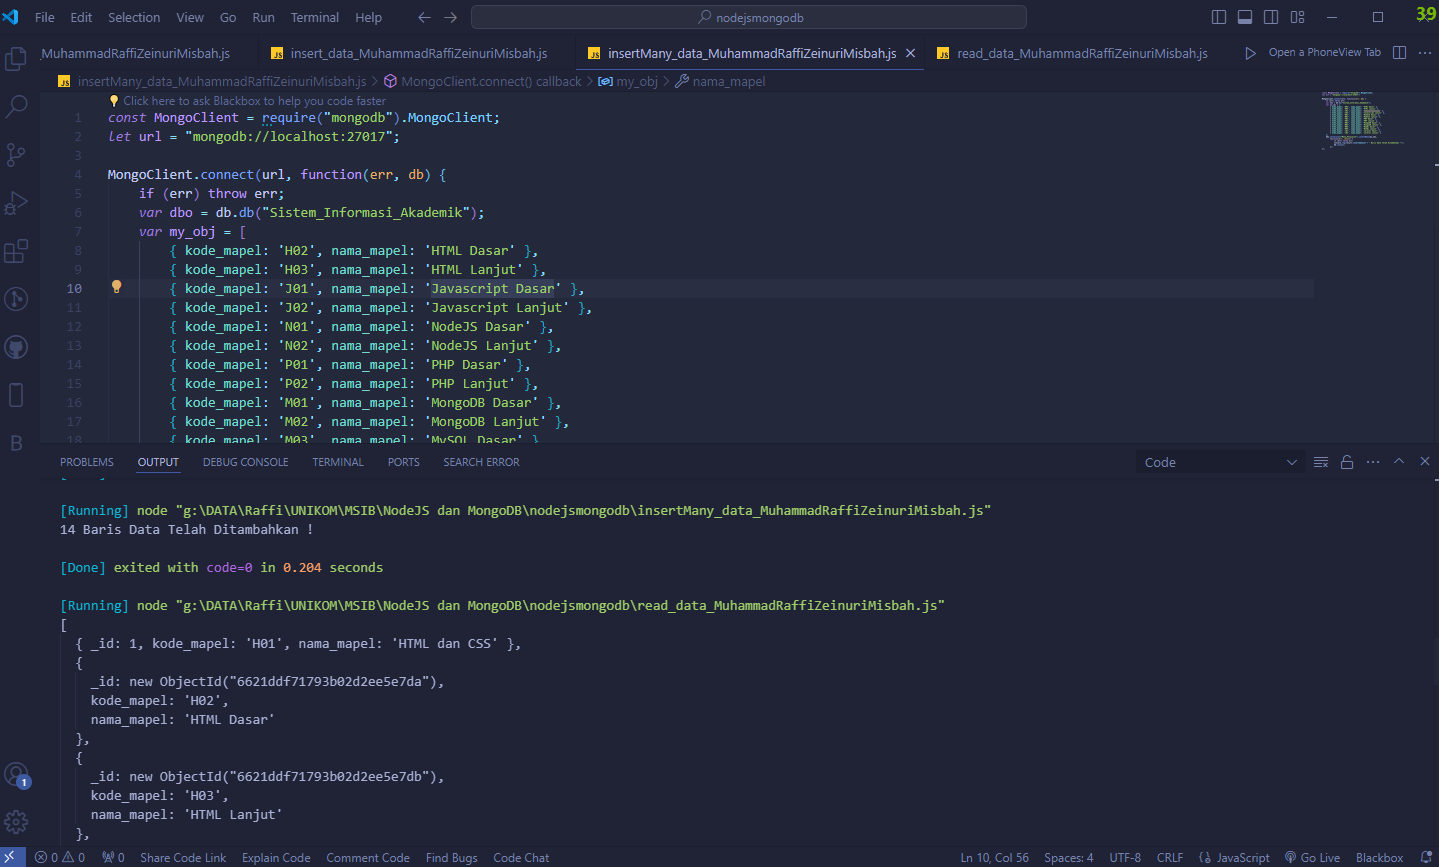 File Edit Selection View Go Run Terminal Help
nodejsmongodb
39
MuhammadRaffiZeinuriMisbah.js
JS insert_data_MuhammadRaffiZeinuriMisbah.js
JS insertMany_data_MuhammadRaffiZeinuriMisbah.js
JS read_data_MuhammadRaffiZeinuriMisbah.js
Open a PhoneView Tab
JS insertMany_data_MuhammadRaffiZeinuriMisbah.js > MongoClient.connect() callback > my_obj > nama_mapel
Click here to ask Blackbox to help you code faster
1 const MongoClient = require("mongodb").MongoClient;
2 let url = "mongodb://localhost:27017";
3
4 MongoClient.connect(url, function(err, db) {
5 if (err) throw err;
6 var dbo = db.db("Sistem_Informasi_Akademik");
7 var my_obj = [
8 { kode_mapel: 'H02', nama_mapel: 'HTML Dasar' },
9 { kode_mapel: 'H03', nama_mapel: 'HTML Lanjut' },
10 { kode_mapel: 'J01', nama_mapel: 'Javascript Dasar' },
11 { kode_mapel: 'J02', nama_mapel: 'Javascript Lanjut' },
12 { kode_mapel: 'N01', nama_mapel: 'NodeJS Dasar' },
13 { kode_mapel: 'N02', nama_mapel: 'NodeJS Lanjut' },
14 { kode_mapel: 'P01', nama_mapel: 'PHP Dasar' },
15 { kode_mapel: 'P02', nama_mapel: 'PHP Lanjut' },
16 { kode_mapel: 'M01', nama_mapel: 'MongoDB Dasar' },
17 { kode_mapel: 'M02', nama_mapel: 'MongoDB Lanjut' },
18 { kode_mapel: 'M03', nama_mapel: 'MySQL Dasar' }
PROBLEMS OUTPUT DEBUG CONSOLE TERMINAL PORTS SEARCH ERROR
Code
[Running] node "g:\DATA\Raffi\UNIKOM\MSIB\NodeJS dan MongoDB\nodejsmongodb\insertMany_data_MuhammadRaffiZeinuriMisbah.js"
14 Baris Data Telah Ditambahkan !
[Done] exited with code=0 in 0.204 seconds
[Running] node "g:\DATA\Raffi\UNIKOM\MSIB\NodeJS dan MongoDB\nodejsmongodb\read_data_MuhammadRaffiZeinuriMisbah.js"
[
{ _id: 1, kode_mapel: 'H01', nama_mapel: 'HTML dan CSS' },
{
_id: new ObjectId("6621ddf71793b02d2ee5e7da"),
kode_mapel: 'H02',
nama_mapel: 'HTML Dasar'
},
{
_id: new ObjectId("6621ddf71793b02d2ee5e7db"),
kode_mapel: 'H03',
nama_mapel: 'HTML Lanjut'
},
B
1
0 0 0 Share Code Link Explain Code Comment Code Find Bugs Code Chat
Ln 10, Col 56 Spaces: 4 UTF-8 CRLF JavaScript Go Live Blackbox